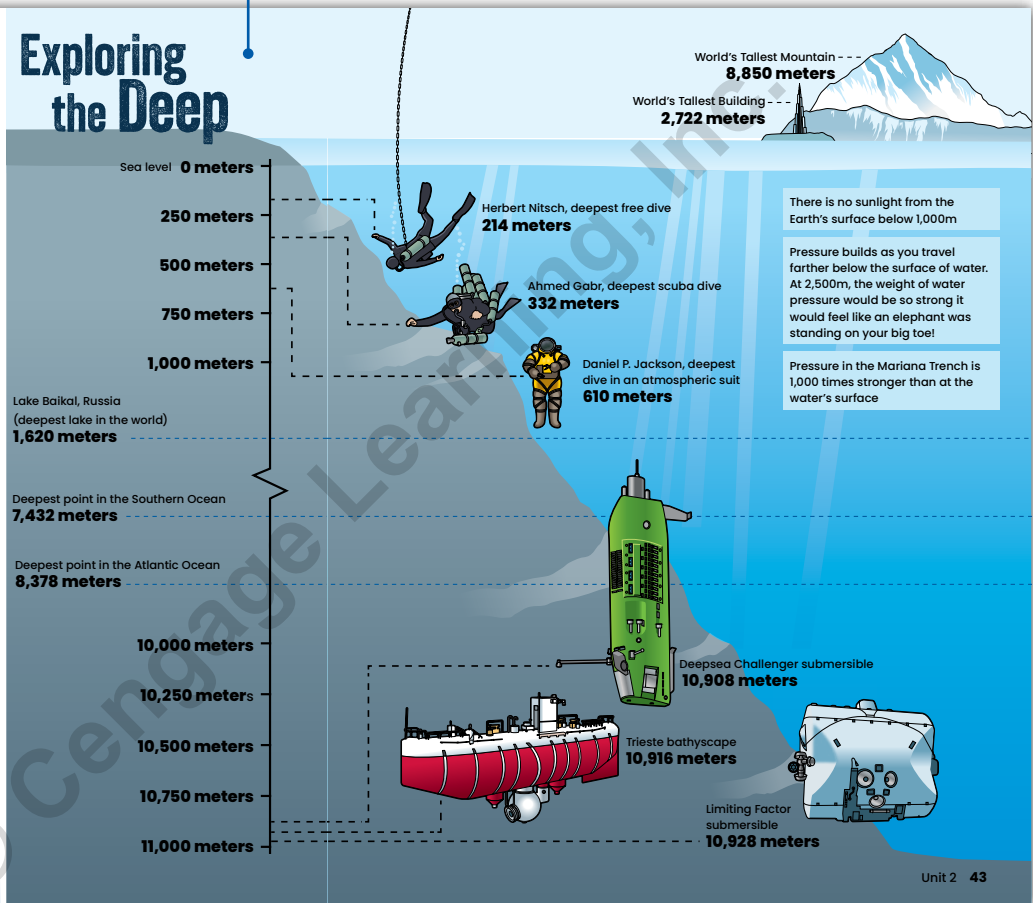 Exploring
the Deep
World's Tallest Mountain
8,850 meters
World's Tallest Building
2,722 meters
Sea level 0 meters
250 meters
500 meters
750 meters
1,000 meters
Herbert Nitsch, deepest free dive
214 meters
Ahmed Gabr, deepest scuba dive
332 meters
Daniel P. Jackson, deepest
dive in an atmospheric suit
610 meters
There is no sunlight from the
Earth's surface below 1,000m
Pressure builds as you travel
farther below the surface of water.
At 2,500m, the weight of water
pressure would be so strong it
would feel like an elephant was
standing on your big toe!
Pressure in the Mariana Trench is
1,000 times stronger than at the
water's surface
Lake Baikal, Russia
(deepest lake in the world)
1,620 meters
Deepest point in the Southern Ocean
7,432 meters
Deepest point in the Atlantic Ocean
8,378 meters
10,000 meters
10,250 meters
10,500 meters
10,750 meters
11,000 meters
Deepsea Challenger submersible
10,908 meters
Trieste bathyscape
10,916 meters
Limiting Factor
submersible
10,928 meters
Unit 2 43
Cengage Learning, Inc.